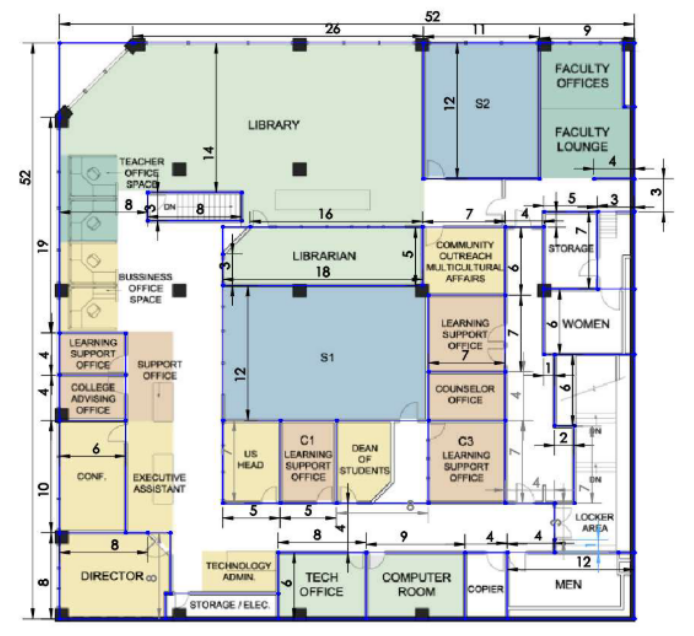 52
26
11
9
FACULTY
OFFICES
12
S2
LIBRARY
FACULTY
LOUNGE
14
4
52
TEACHER
OFFICE
SPACE
3
8
3
DN
8
16
7
4
5
3
7
STORAGE
19
3
LIBRARIAN
5
18
COMMUNITY
OUTREACH
MULTICULTURAL
AFFAIRS
6
BUSSINESS
OFFICE
SPACE
6
WOMEN
LEARNING
SUPPORT
OFFICE
7
7
4
LEARNING
SUPPORT
OFFICE
SUPPORT
OFFICE
12
S1
1
6
4
COLLEGE
ADVISING
OFFICE
COUNSELOR
OFFICE
4
DN
2
US
HEAD
7
C1
LEARNING
SUPPORT
OFFICE
DEAN
OF
STUDENTS
C3
LEARNING
SUPPORT
OFFICE
7
7
DN
6
CONF.
10
EXECUTIVE
ASSISTANT
4
5
5
8
4
3
LOCKER
AREA
8
9
4
4
8
8
DIRECTOR
8
TECHNOLOGY
ADMIN.
6
TECH
OFFICE
COMPUTER
ROOM
COPIER
12
MEN
STORAGE / ELEC.